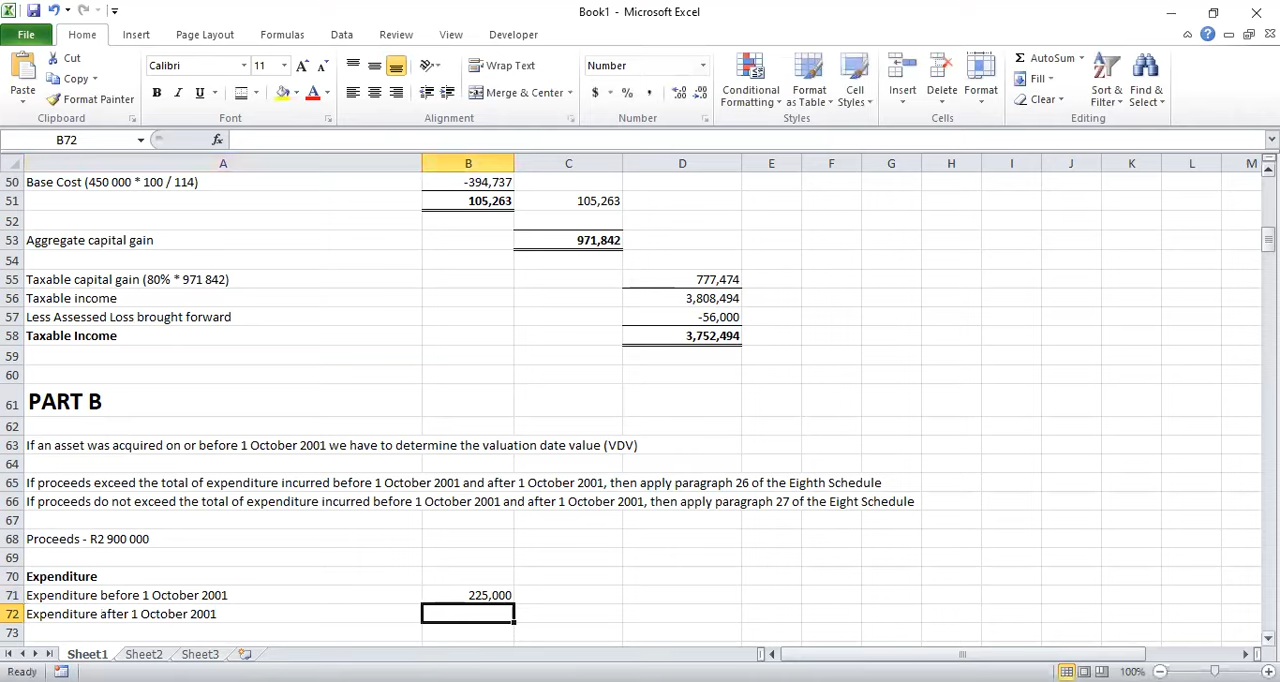 Book1 - Microsoft Excel
File Home Insert Page Layout Formulas Data Review View Developer
Cut
Copy
Format Painter
Paste
Clipboard
Calibri 11
B I U
Font
Wrap Text
Merge & Center
Alignment
Number
$ % ,
Number
Conditional Formatting
Format as Table
Cell Styles
Styles
Insert Delete Format
Cells
AutoSum
Fill
Clear
Sort & Filter
Find & Select
Editing
B72 fx
A B C D E F G H I J K L M
50 Base Cost (450 000 * 100 / 114) -394,737
51 105,263 105,263
52
53 Aggregate capital gain 971,842
54
55 Taxable capital gain (80% * 971 842) 777,474
56 Taxable income 3,808,494
57 Less Assessed Loss brought forward -56,000
58 Taxable Income 3,752,494
59
60
61 PART B
62
63 If an asset was acquired on or before 1 October 2001 we have to determine the valuation date value (VDV)
64
65 If proceeds exceed the total of expenditure incurred before 1 October 2001 and after 1 October 2001, then apply paragraph 26 of the Eighth Schedule
66 If proceeds do not exceed the total of expenditure incurred before 1 October 2001 and after 1 October 2001, then apply paragraph 27 of the Eight Schedule
67
68 Proceeds - R2 900 000
69
70 Expenditure
71 Expenditure before 1 October 2001 225,000
72 Expenditure after 1 October 2001
73
Sheet1 Sheet2 Sheet3
Ready 100%